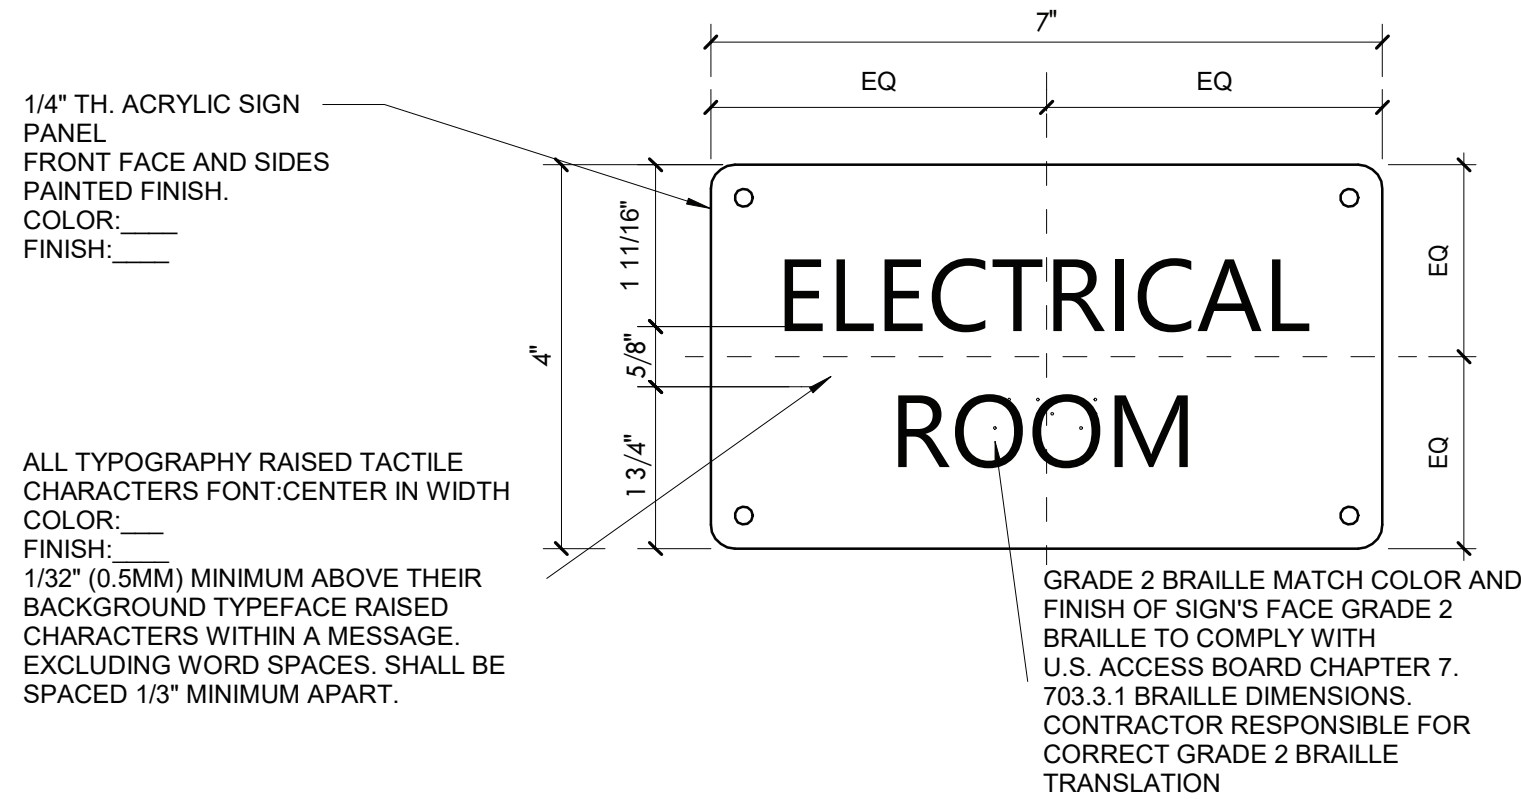 7"
EQ
EQ
1/4" TH. ACRYLIC SIGN
PANEL
FRONT FACE AND SIDES
PAINTED FINISH.
COLOR:____
FINISH:____
1 11/16"
5/8"
1 3/4"
4"
EQ
EQ
ELECTRICAL
ROOM
ALL TYPOGRAPHY RAISED TACTILE
CHARACTERS FONT:CENTER IN WIDTH
COLOR:___
FINISH:____
1/32" (0.5MM) MINIMUM ABOVE THEIR
BACKGROUND TYPEFACE RAISED
CHARACTERS WITHIN A MESSAGE.
EXCLUDING WORD SPACES. SHALL BE
SPACED 1/3" MINIMUM APART.
GRADE 2 BRAILLE MATCH COLOR AND
FINISH OF SIGN'S FACE GRADE 2
BRAILLE TO COMPLY WITH
U.S. ACCESS BOARD CHAPTER 7.
703.3.1 BRAILLE DIMENSIONS.
CONTRACTOR RESPONSIBLE FOR
CORRECT GRADE 2 BRAILLE
TRANSLATION